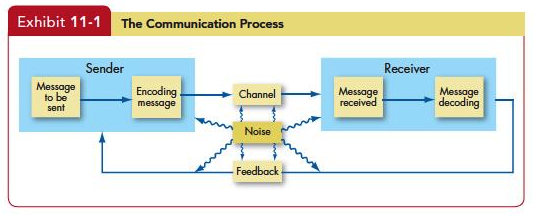 Exhibit 11-1 The Communication Process
Sender
Receiver
Message
to be
sent
Encoding
message
Channel
Message
received
Message
decoding
Noise
Feedback